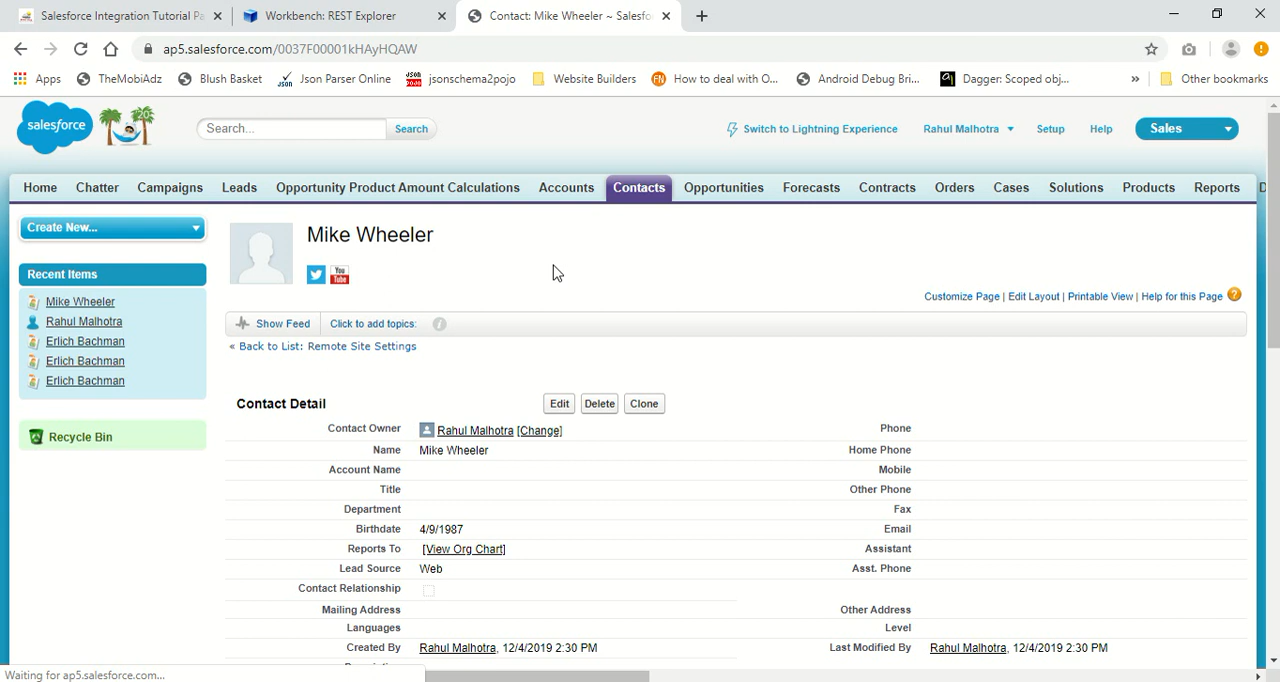 Salesforce Integration Tutorial Pa
Workbench: REST Explorer
Contact: Mike Wheeler ~ Salesfo
ap5.salesforce.com/0037F00001kHAyHQAW
Apps
TheMobiAdz
Blush Basket
Json Parser Online
jsonschema2pojo
Website Builders
How to deal with O...
Android Debug Bri...
Dagger: Scoped obj...
»
Other bookmarks
salesforce
20
Search...
Search
Switch to Lightning Experience
Rahul Malhotra
Setup
Help
Sales
Home Chatter Campaigns Leads Opportunity Product Amount Calculations Accounts Contacts Opportunities Forecasts Contracts Orders Cases Solutions Products Reports D
Create New...
Recent Items
Mike Wheeler
Rahul Malhotra
Erlich Bachman
Erlich Bachman
Erlich Bachman
Recycle Bin
Mike Wheeler
You Tube
Customize Page | Edit Layout | Printable View | Help for this Page ?
Show Feed
Click to add topics: i
« Back to List: Remote Site Settings
Contact Detail
Edit Delete Clone
Contact Owner Rahul Malhotra [Change] Phone
Name Mike Wheeler Home Phone
Account Name Mobile
Title Other Phone
Department Fax
Birthdate 4/9/1987 Email
Reports To [View Org Chart] Assistant
Lead Source Web Asst. Phone
Contact Relationship
Mailing Address Other Address
Languages Level
Created By Rahul Malhotra, 12/4/2019 2:30 PM Last Modified By Rahul Malhotra, 12/4/2019 2:30 PM
Waiting for ap5.salesforce.com...